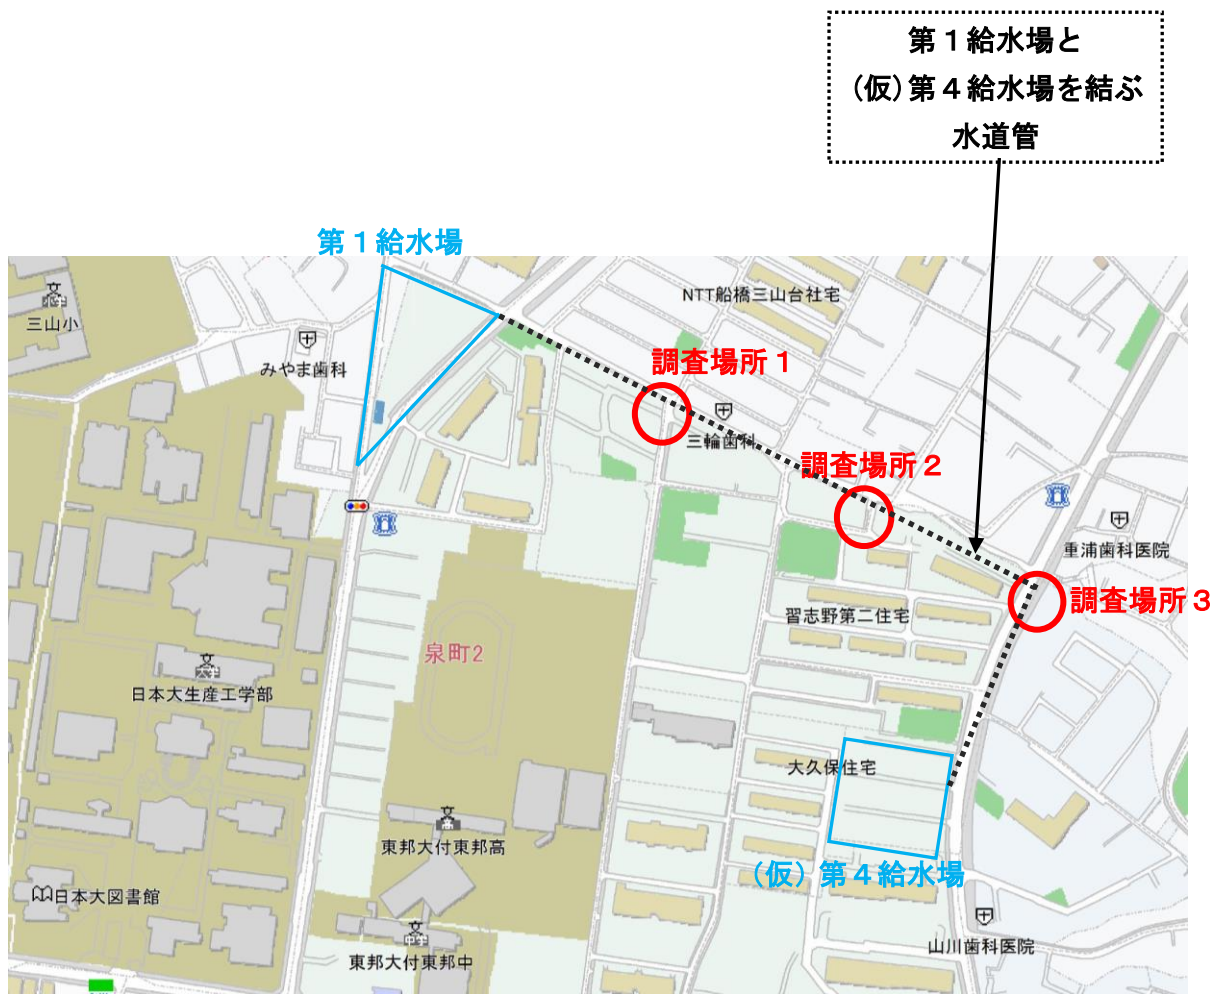 第１給水場と
(仮)第４給水場を結ぶ
水道管
第１給水場
NTT船橋三山台社宅
三山小
みやま歯科
調査場所１
三輪歯科
調査場所２
重浦歯科医院
調査場所３
習志野第二住宅
泉町2
日本大生産工学部
大久保住宅
東邦大付東邦高
(仮)第４給水場
日本大図書館
山川歯科医院
東邦大付東邦中